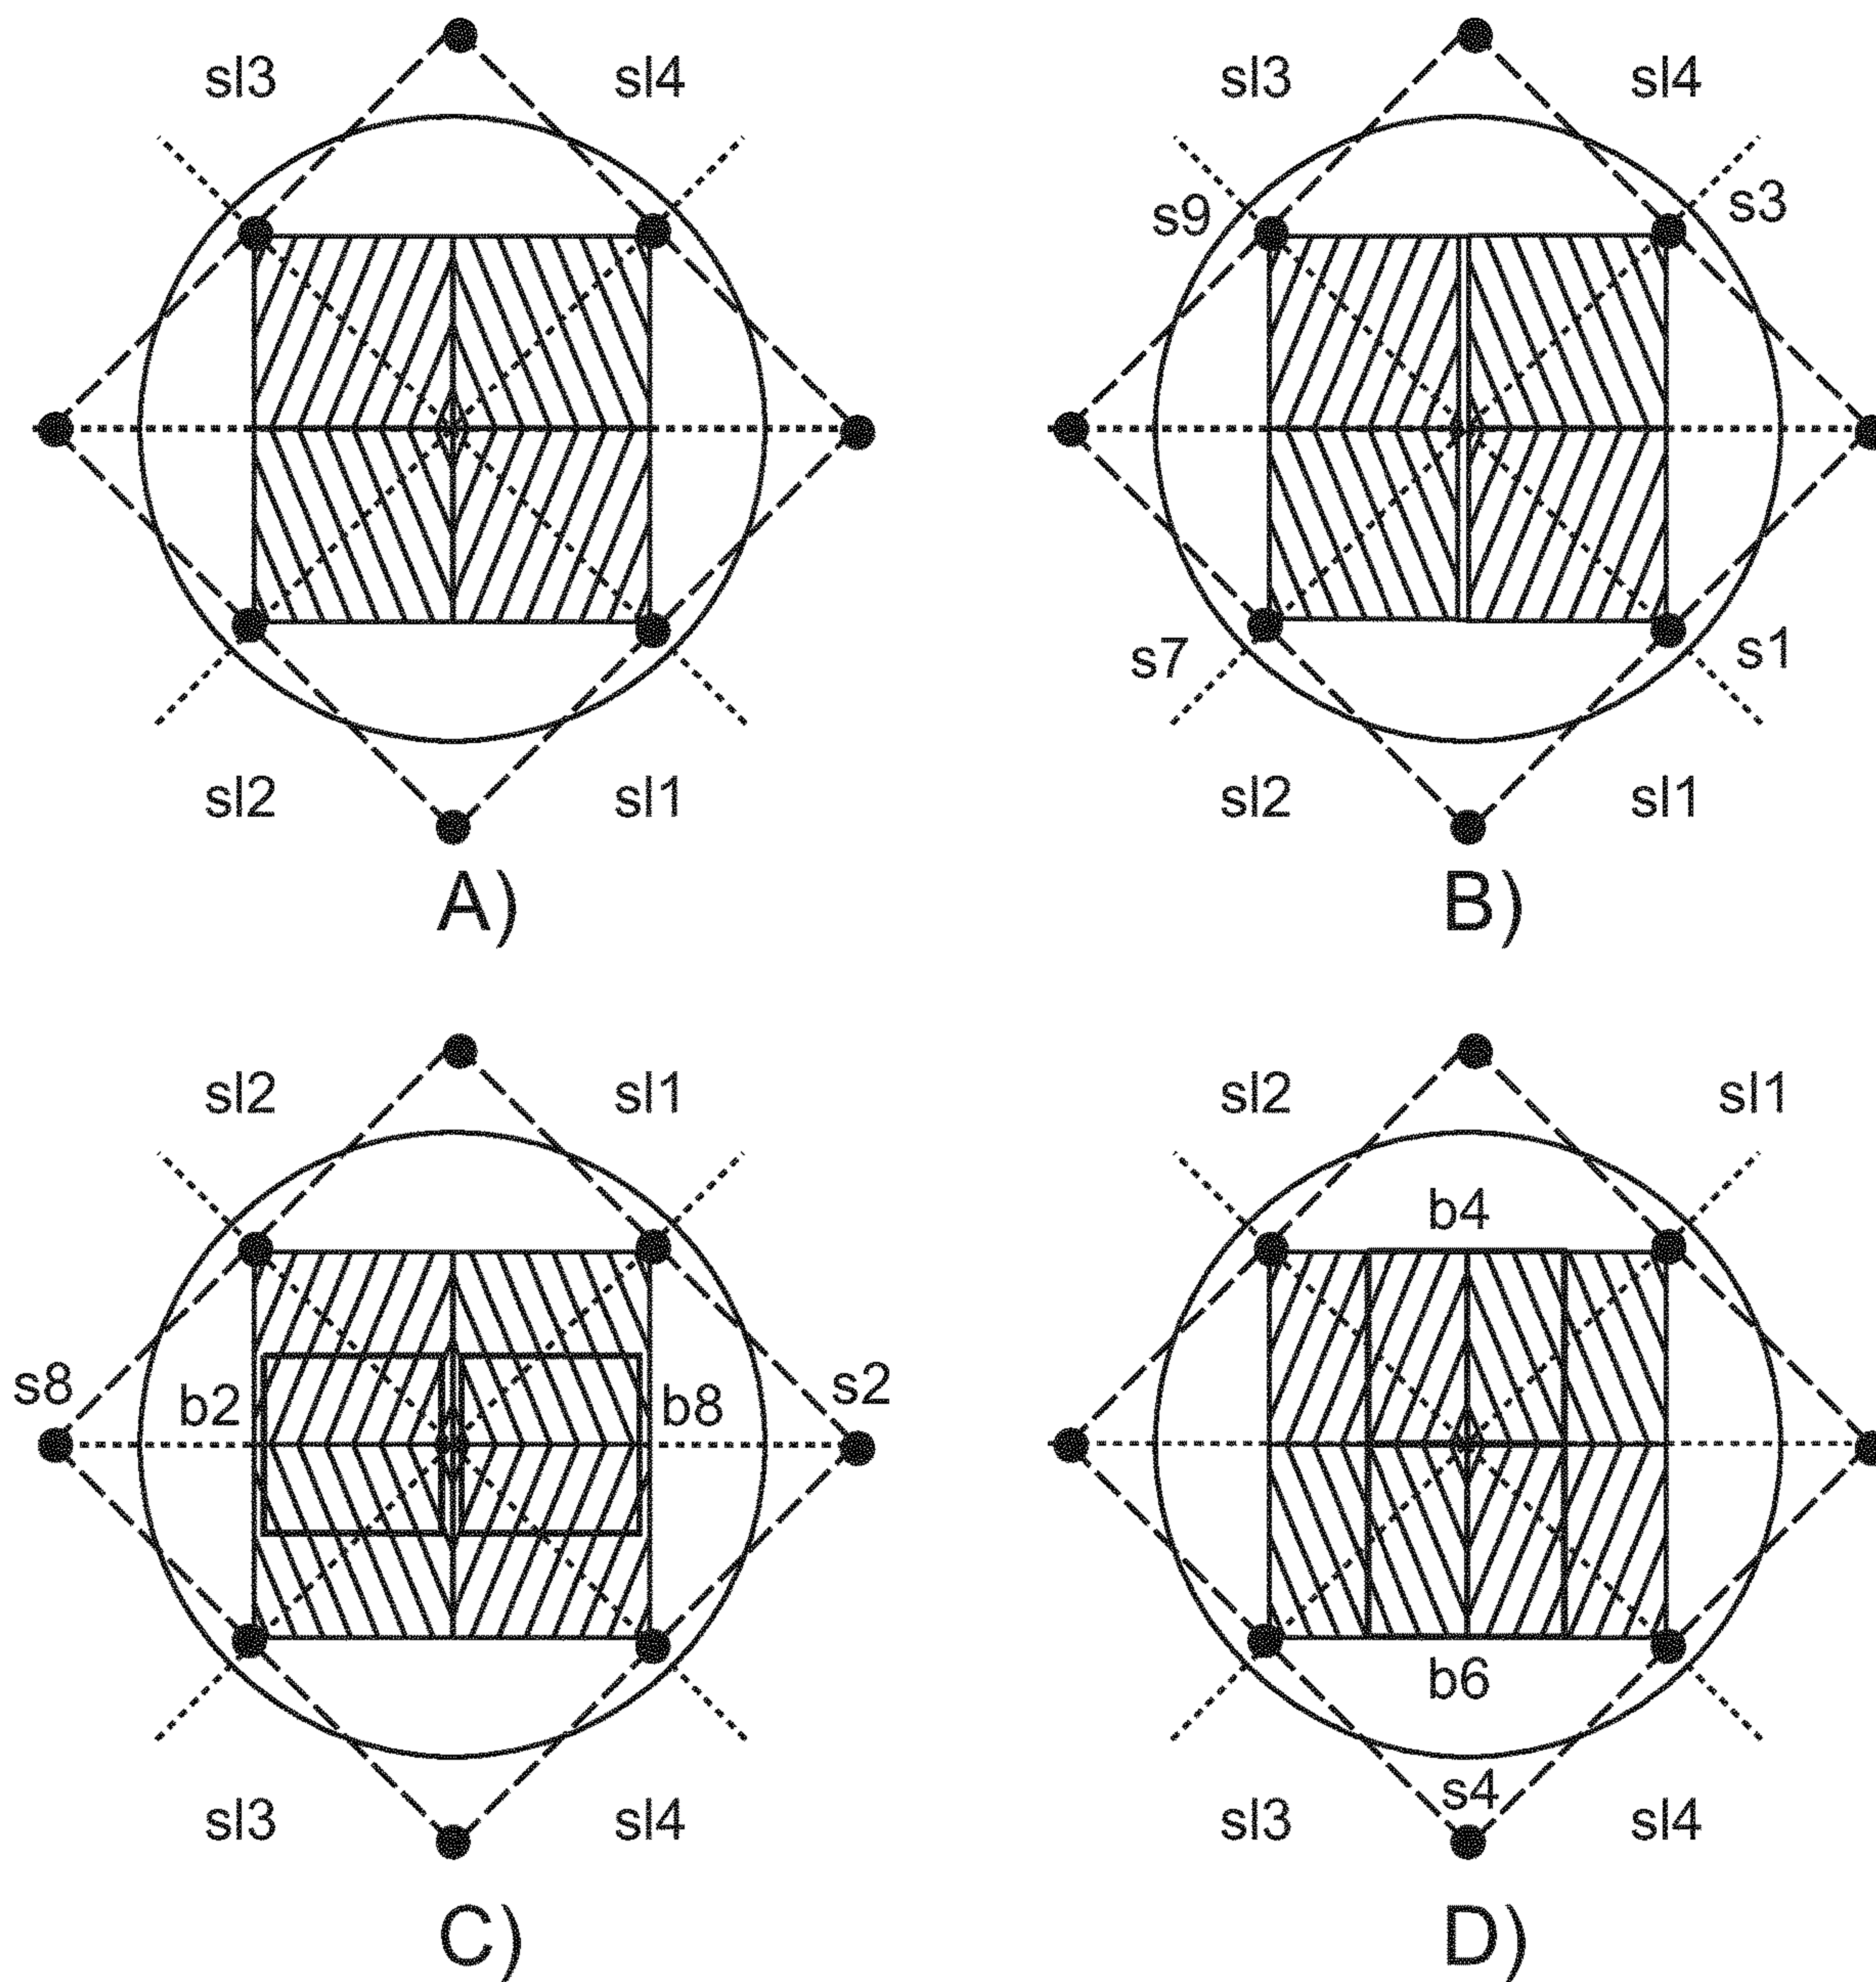 sl3 sl4 sl3 sl4
s9 s3
s7 s1
sl2 sl1 sl2 sl1
A) B)
sl2 sl1 sl2 sl1
b4
s8 b2 b8 s2
b6
s4
sl3 sl4 sl3 sl4
C) D)